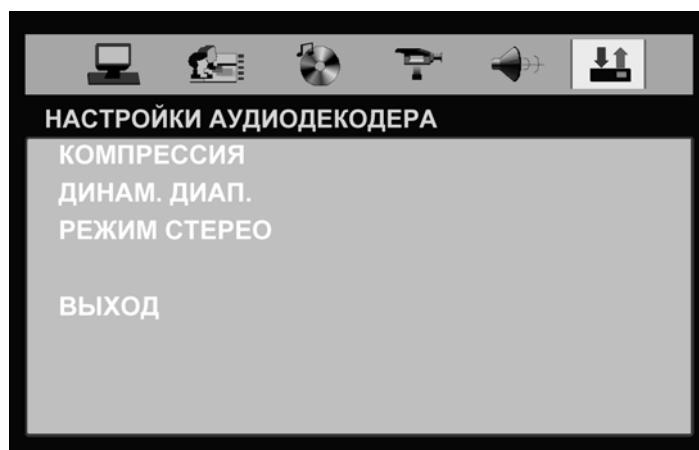 НАСТРОЙКИ АУДИОДЕКОДЕРА
КОМПРЕССИЯ
ДИНАМ. ДИАП.
РЕЖИМ СТЕРЕО
ВЫХОД